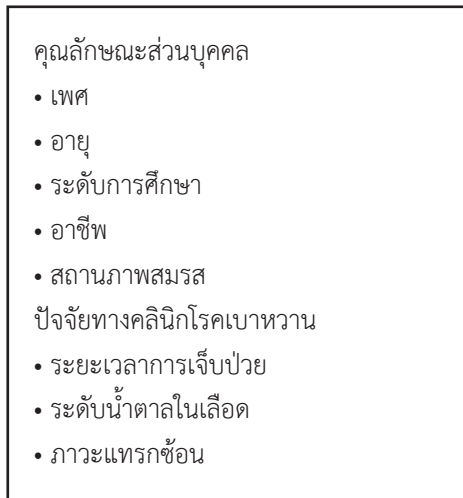 คุณลักษณะส่วนบุคคล
• เพศ
• อายุ
• ระดับการศึกษา
• อาชีพ
• สถานภาพสมรส
ปัจจัยทางคลินิกโรคเบาหวาน
• ระยะเวลาการเจ็บป่วย
• ระดับน้ำตาลในเลือด
• ภาวะแทรกซ้อน